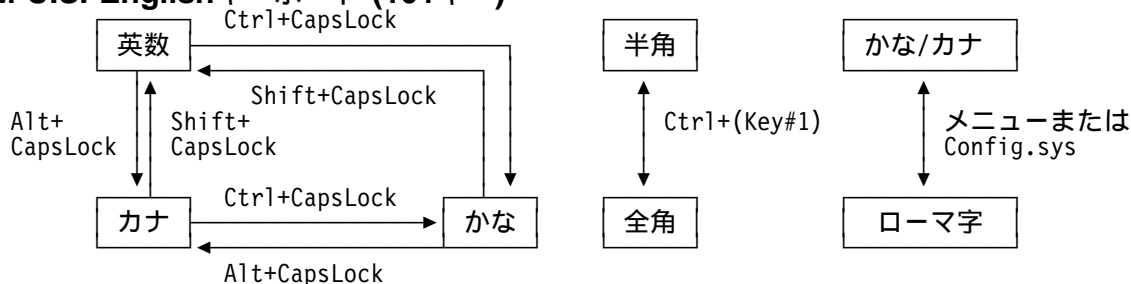 U.S. English
Ctrl+CapsLock
英数
半角
かな/カナ
Shift+CapsLock
Alt+
CapsLock
Shift+
CapsLock
Ctrl+(Key#1)
メニューまたは
Config.sys
Ctrl+CapsLock
カナ
かな
全角
ローマ字
Alt+CapsLock